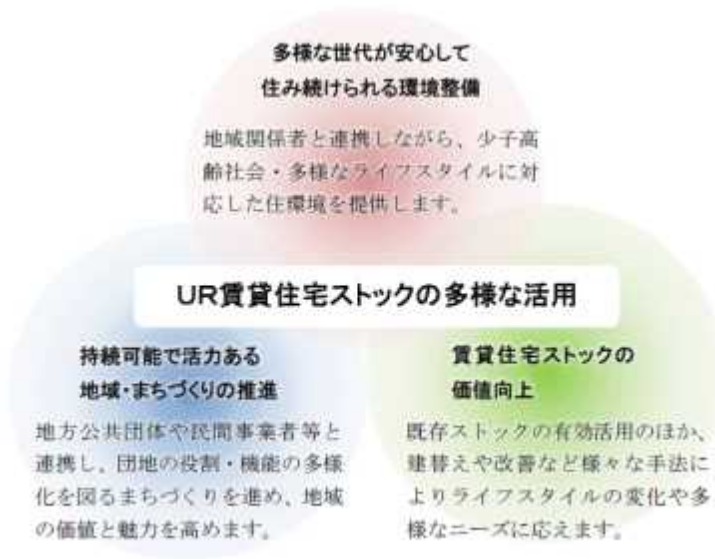 多様な世代が安心して
住み続けられる環境整備
地域関係者と連携しながら、少子高
齢社会・多様なライフスタイルに対
応した住環境を提供します。
UR賃貸住宅ストックの多様な活用
持続可能で活力ある
地域・まちづくりの推進
地方公共団体や民間事業者等と
連携し、団地の役割・機能の多様
化を図るまちづくりを進め、地域
の価値と魅力を高めます。
賃貸住宅ストックの
価値向上
既存ストックの有効活用のほか、
建替えや改善など様々な手法に
よりライフスタイルの変化や多
様なニーズに応えます。